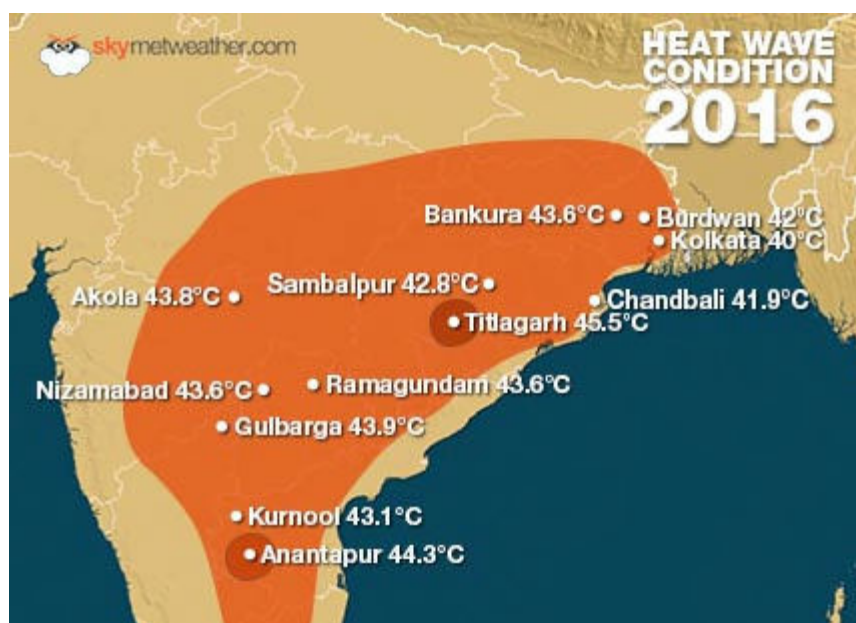 skymetweather.com
HEAT WAVE
CONDITION
2016
Bankura 43.6°C
Burdwan 42°C
Kolkata 40°C
Sambalpur 42.8°C
Akola 43.8°C
Chandbali 41.9°C
Titlagarh 45.5°C
Nizamabad 43.6°C
Ramagundam 43.6°C
Gulbarga 43.9°C
Kurnool 43.1°C
Anantapur 44.3°C